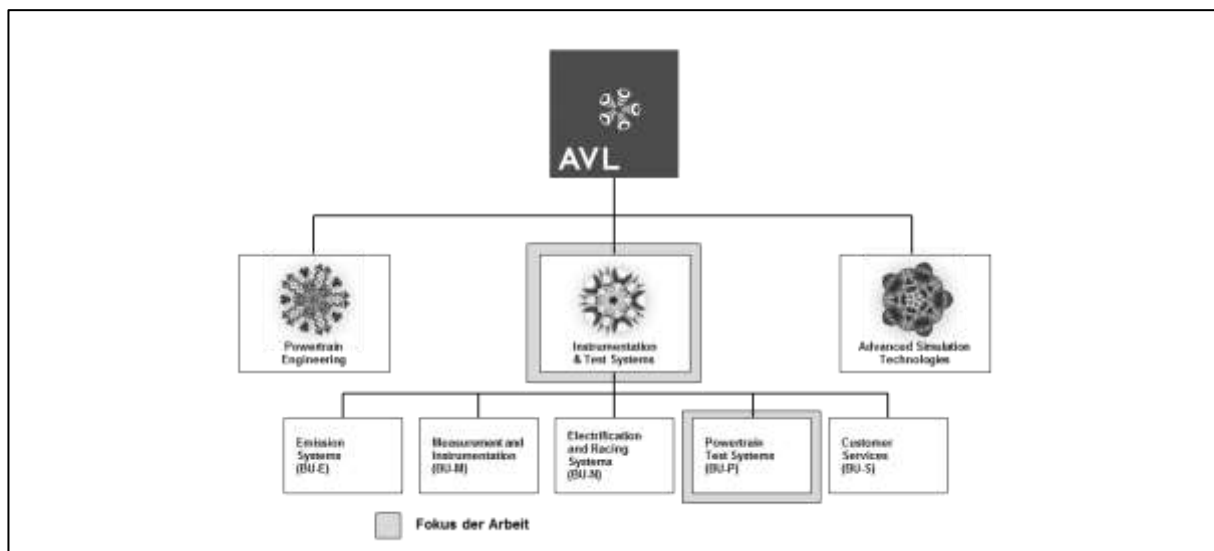 AVL
Powertrain
Engineering
Instrumentation
& Test Systems
Advanced Simulation
Technologies
Emission
Systems
(BU-E)
Measurement and
Instrumentation
(BU-M)
Electrification
and Racing
Systems
(BU-N)
Powertrain
Test Systems
(BU-P)
Customer
Services
(BU-S)
Fokus der Arbeit